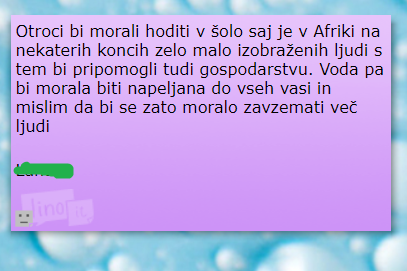 Otroci bi morali hoditi v šolo saj je v Afriki na
nekaterih koncih zelo malo izobraženih ljudi s
tem bi pripomogli tudi gospodarstvu. Voda pa
bi morala biti napeljana do vseh vasi in
mislim da bi se zato moralo zavzemati več
ljudi
lino it